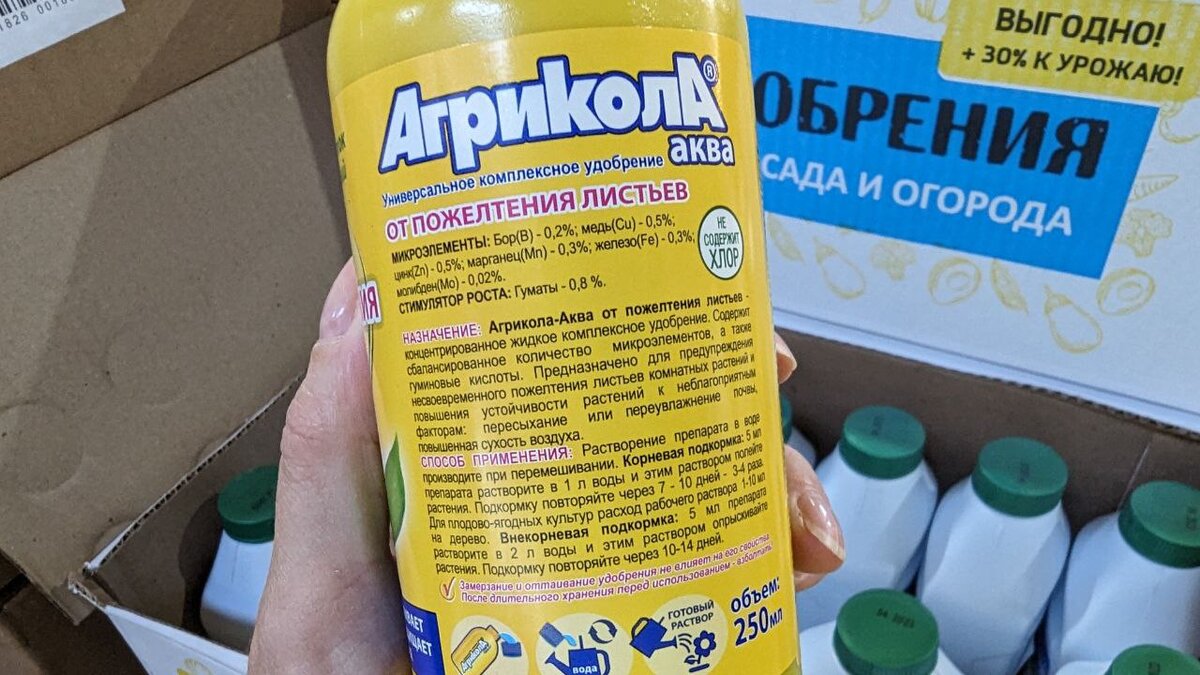 1826 001
ВЫГОДНО!
+ 30% К УРОЖАЮ!
ОБРЕНИЯ
САДА И ОГОРОДА
АгриколА®
аква
Универсальное комплексное удобрение
ОТ ПОЖЕЛТЕНИЯ ЛИСТЬЕВ
НЕ
СОДЕРЖИТ
ХЛОР
МИКРОЭЛЕМЕНТЫ: Бор(В) - 0,2%; медь(Cu) - 0,5%;
цинк(Zn) - 0,5%; марганец(Mn) - 0,3%; железо(Fe) - 0,3%;
молибден(Mo) - 0,02%.
СТИМУЛЯТОР РОСТА: Гуматы - 0,8 %.
ИЯ
НАЗНАЧЕНИЕ: Агрикола-Аква от пожелтения листьев -
концентрированное жидкое комплексное удобрение. Содержит
сбалансированное количество микроэлементов, а также
гуминовые кислоты. Предназначено для предупреждения
несвоевременного пожелтения листьев комнатных растений и
повышения устойчивости растений к неблагоприятным
факторам: пересыхание или переувлажнение почвы,
повышенная сухость воздуха.
СПОСОБ ПРИМЕНЕНИЯ: Растворение препарата в воде
производите при перемешивании. Корневая подкормка: 5 мл
препарата растворите в 1 л воды и этим раствором полейте
растения. Подкормку повторяйте через 7 - 10 дней - 3-4 раза.
Для плодово-ягодных культур расход рабочего раствора 1-10 мл
на дерево. Внекорневая подкормка: 5 мл препарата
растворите в 2 л воды и этим раствором опрыскивайте
растения. Подкормку повторяйте через 10-14 дней.
Замерзание и оттаивание удобрения не влияет на его свойства
После длительного хранения перед использованием - взболтать
ВАЕТ
ЩАЕТ
АгриколА
вода
ГОТОВЫЙ
РАСТВОР
объем:
250мл